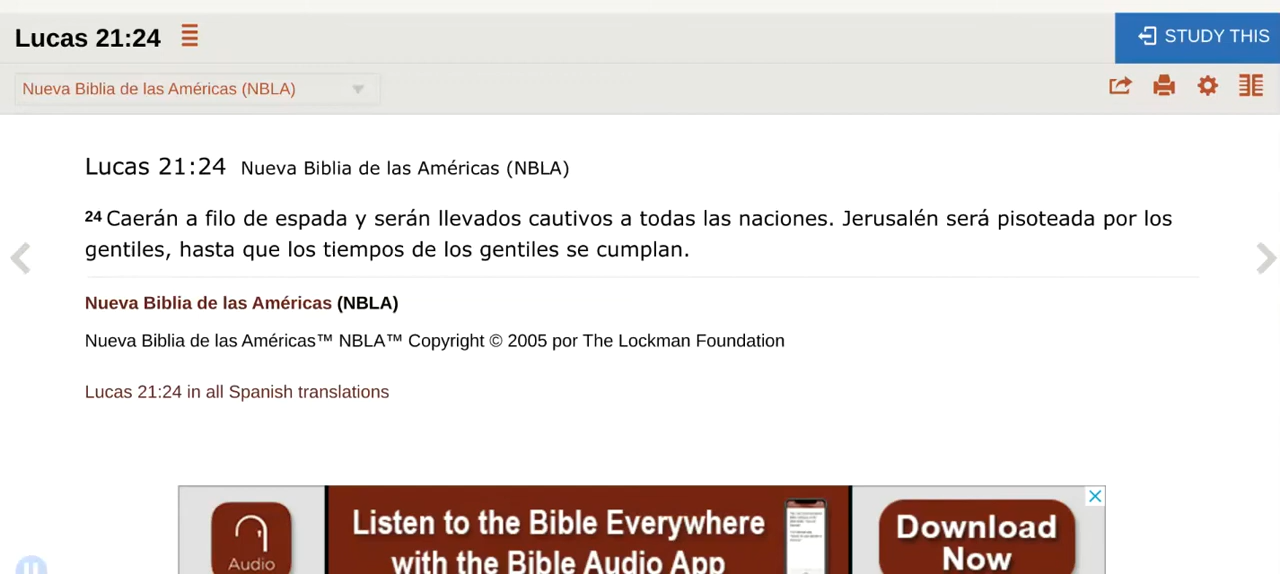 Lucas 21:24
STUDY THIS
Nueva Biblia de las Américas (NBLA)
Lucas 21:24 Nueva Biblia de las Américas (NBLA)
24 Caerán a filo de espada y serán llevados cautivos a todas las naciones. Jerusalén será pisoteada por los
gentiles, hasta que los tiempos de los gentiles se cumplan.
Nueva Biblia de las Américas (NBLA)
Nueva Biblia de las Américas™ NBLA™ Copyright © 2005 por The Lockman Foundation
Lucas 21:24 in all Spanish translations
Audio
Listen to the Bible Everywhere
with the Bible Audio App
Download
Now